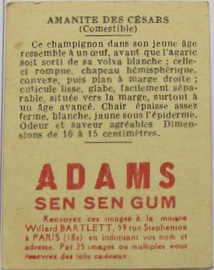 AMANITE DES CÉSARS
(Comestible)
Ce champignon dans son jeune âge
ressemble à un œuf, avant que l'agaric
soit sorti de sa volva blanche ; celle-
ci rompue, chapeau hémisphérique,
convexe, puis plan à marge droite ;
cuticule lisse, glabe, facilement sépa-
rable, située vers la marge, surtout à
un âge avancé. Chair épaisse assez
ferme, blanche, jaune sous l'épiderme.
Odeur et saveur agréables Dimen-
sions de 10 à 15 centimètres.
ADAMS
SEN SEN GUM
Renvoyez ces images à la maison
Willard BARTLETT, 59 rue Stephenson
à PARIS (18e) en indiquant vos nom et
adresse. Par 25 images ou multiples vous
recevrez des jolis cadeaux